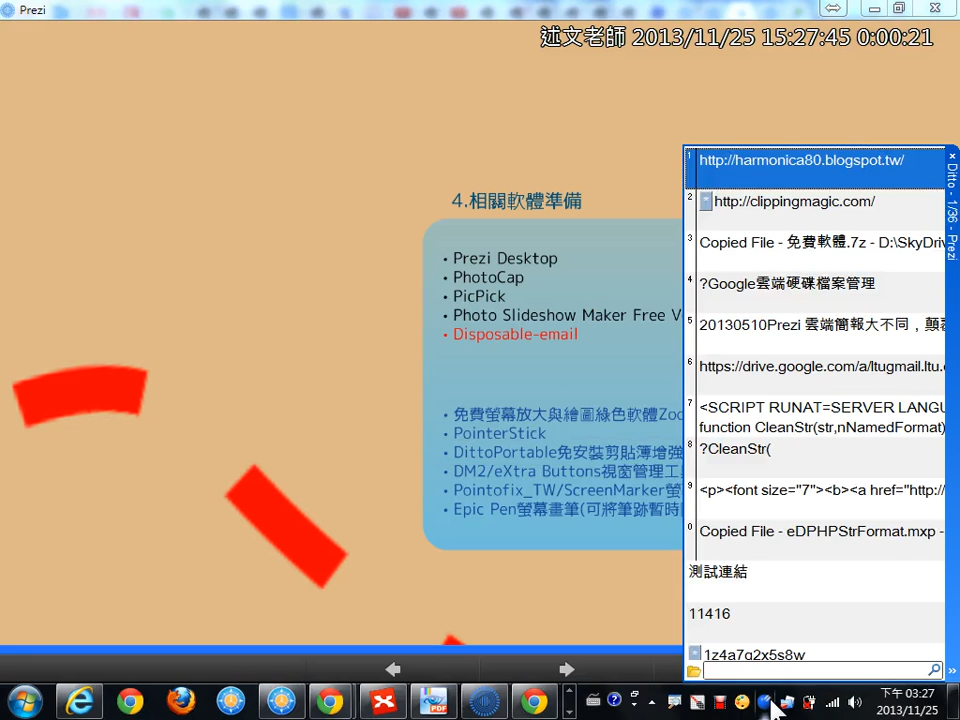 Prezi
述文老師 2013/11/25 15:27:45 0:00:21
4.相關軟體準備
• Prezi Desktop
• PhotoCap
• PicPick
• Photo Slideshow Maker Free V
• Disposable-email
• 免費螢幕放大與繪圖綠色軟體Zoo
• PointerStick
• DittoPortable免安裝剪貼薄增強
• DM2/eXtra Buttons視窗管理工
• Pointofix_TW/ScreenMarker螢
• Epic Pen螢幕畫筆(可將筆跡暫時
1 http://harmonica80.blogspot.tw/
2 http://clippingmagic.com/
3 Copied File - 免費軟體.7z - D:\SkyDriv
4 ?Google雲端硬碟檔案管理
5 20130510Prezi 雲端簡報大不同，顛
6 https://drive.google.com/a/ltugmail.ltu.
7 <SCRIPT RUNAT=SERVER LANGU
function CleanStr(str,nNamedFormat)
8 ?CleanStr(
9 <p><font size="7"><b><a href="http://
0 Copied File - eDPHPStrFormat.mxp -
測試連結
11416
1z4a7q2x5s8w
× Ditto - 1/36 - Prezi
»
PDF
下午 03:27
2013/11/25